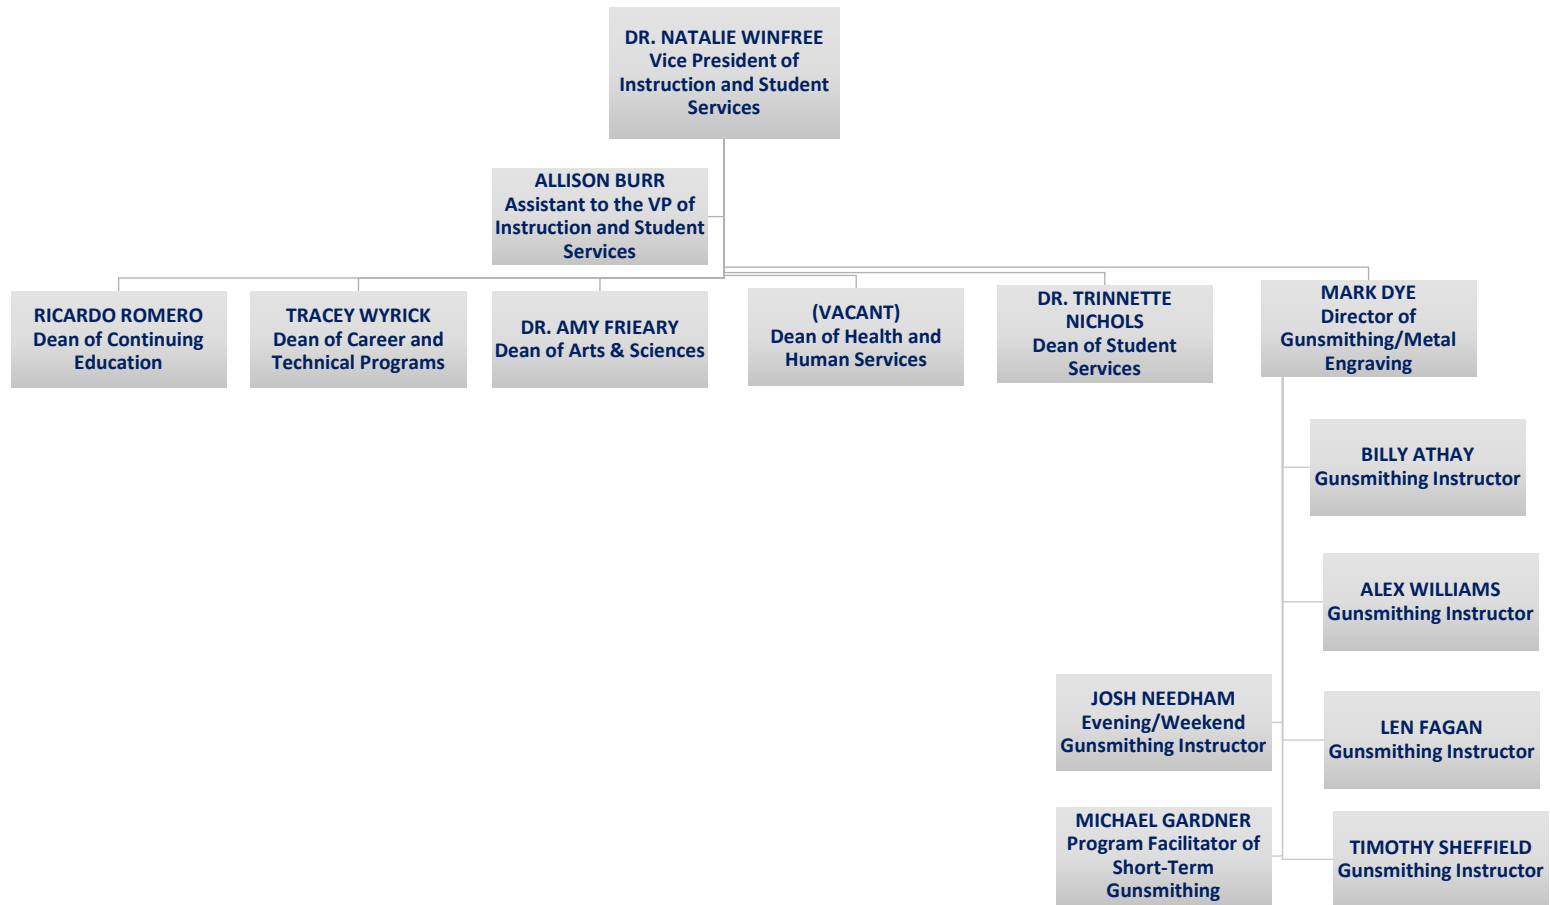 DR. NATALIE WINFREE
Vice President of
Instruction and Student
Services
ALLISON BURR
Assistant to the VP of
Instruction and Student
Services
RICARDO ROMERO
Dean of Continuing
Education
TRACEY WYRICK
Dean of Career and
Technical Programs
DR. AMY FRIEARY
Dean of Arts & Sciences
(VACANT)
Dean of Health and
Human Services
DR. TRINNETTE
NICHOLS
Dean of Student
Services
MARK DYE
Director of
Gunsmithing/Metal
Engraving
BILLY ATHAY
Gunsmithing Instructor
ALEX WILLIAMS
Gunsmithing Instructor
JOSH NEEDHAM
Evening/Weekend
Gunsmithing Instructor
LEN FAGAN
Gunsmithing Instructor
MICHAEL GARDNER
Program Facilitator of
Short-Term
Gunsmithing
TIMOTHY SHEFFIELD
Gunsmithing Instructor